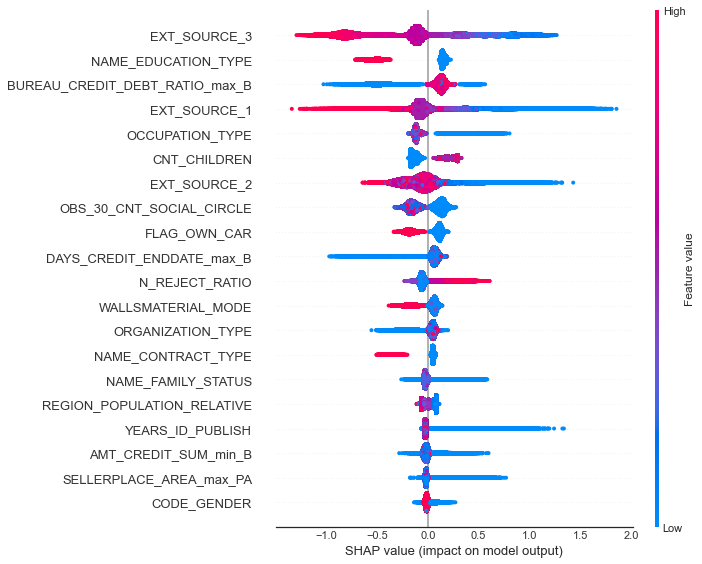 High
EXT_SOURCE_3
NAME_EDUCATION_TYPE
BUREAU_CREDIT_DEBT_RATIO_max_B
EXT_SOURCE_1
OCCUPATION_TYPE
CNT_CHILDREN
EXT_SOURCE_2
OBS_30_CNT_SOCIAL_CIRCLE
FLAG_OWN_CAR
DAYS_CREDIT_ENDDATE_max_B
N_REJECT_RATIO
WALLSMATERIAL_MODE
ORGANIZATION_TYPE
NAME_CONTRACT_TYPE
NAME_FAMILY_STATUS
REGION_POPULATION_RELATIVE
YEARS_ID_PUBLISH
AMT_CREDIT_SUM_min_B
SELLERPLACE_AREA_max_PA
CODE_GENDER
Feature value
Low
−1.0 −0.5 0.0 0.5 1.0 1.5 2.0
SHAP value (impact on model output)